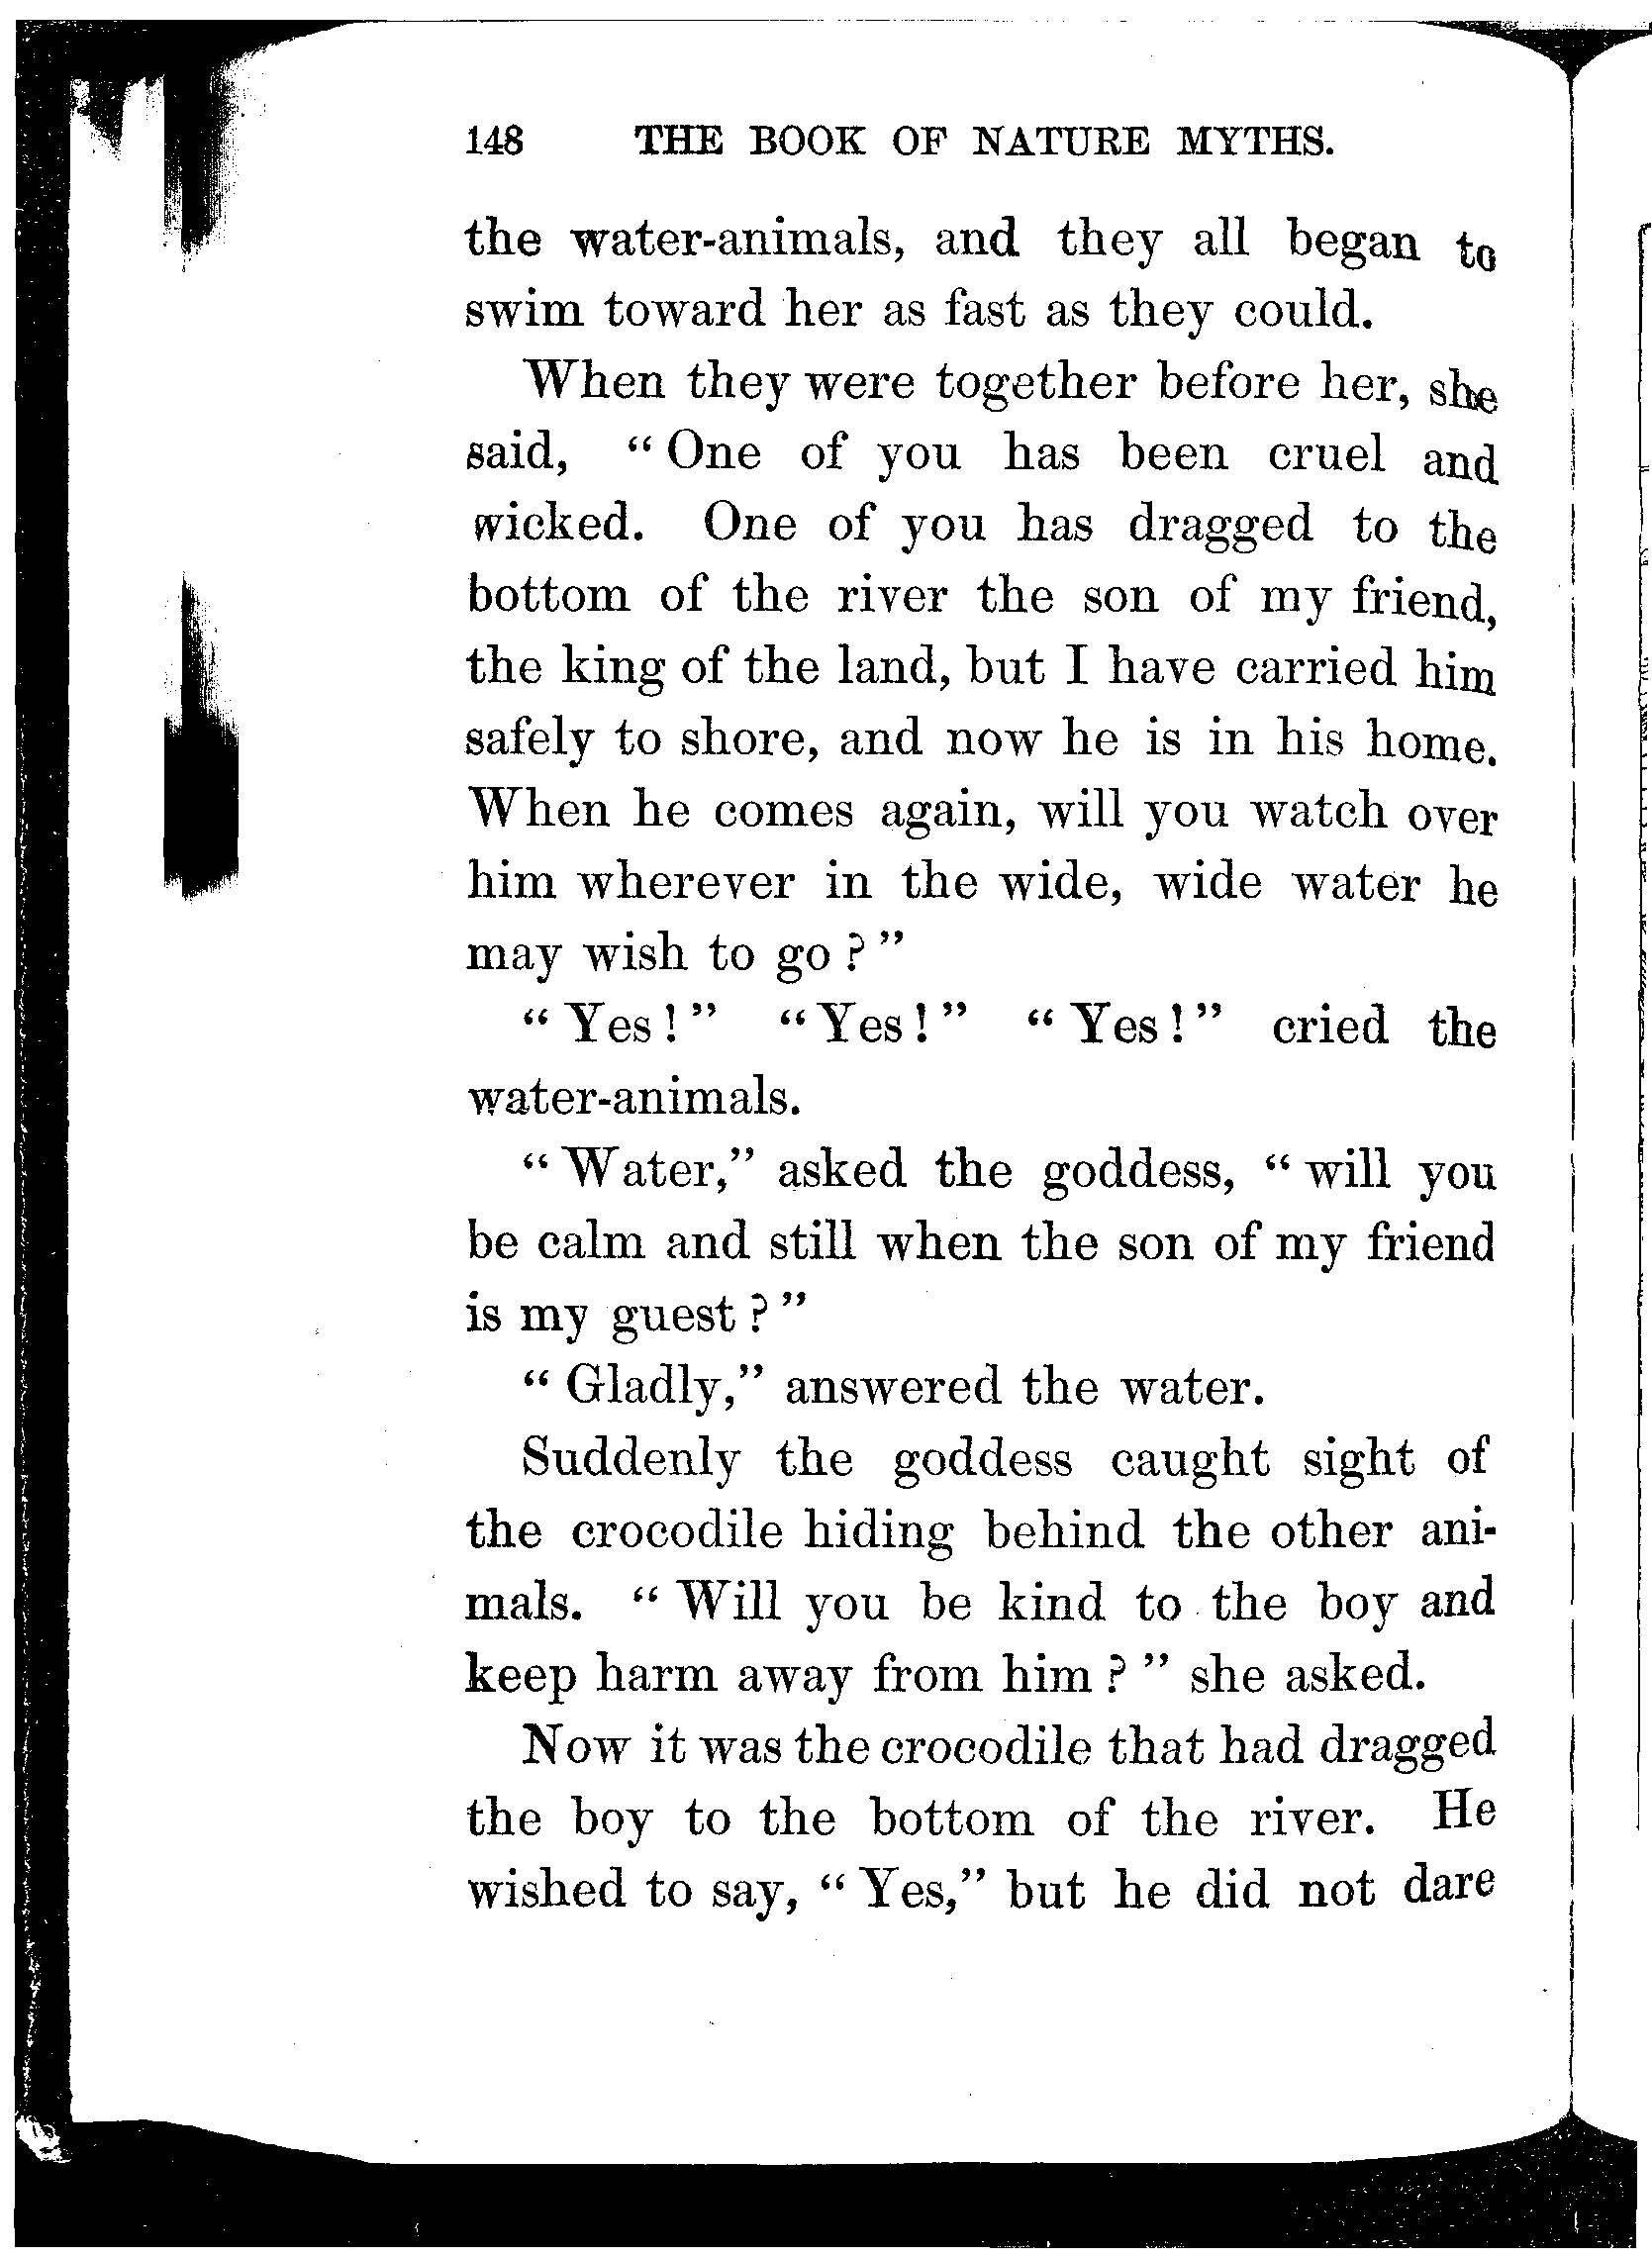 148 THE BOOK OF NATURE MYTHS.
the water-animals, and they all began to
swim toward her as fast as they could.
When they were together before her, she
said, “ One of you has been cruel and
wicked. One of you has dragged to the
bottom of the river the son of my friend,
the king of the land, but I have carried him
safely to shore, and now he is in his home.
When he comes again, will you watch over
him wherever in the wide, wide water he
may wish to go ? ”
“ Yes ! ” “ Yes ! ” “ Yes ! ” cried the
water-animals.
“ Water,” asked the goddess, “ will you
be calm and still when the son of my friend
is my guest ? ”
“ Gladly,” answered the water.
Suddenly the goddess caught sight of
the crocodile hiding behind the other ani-
mals. “ Will you be kind to the boy and
keep harm away from him ? ” she asked.
Now it was the crocodile that had dragged
the boy to the bottom of the river. He
wished to say, “ Yes,” but he did not dare